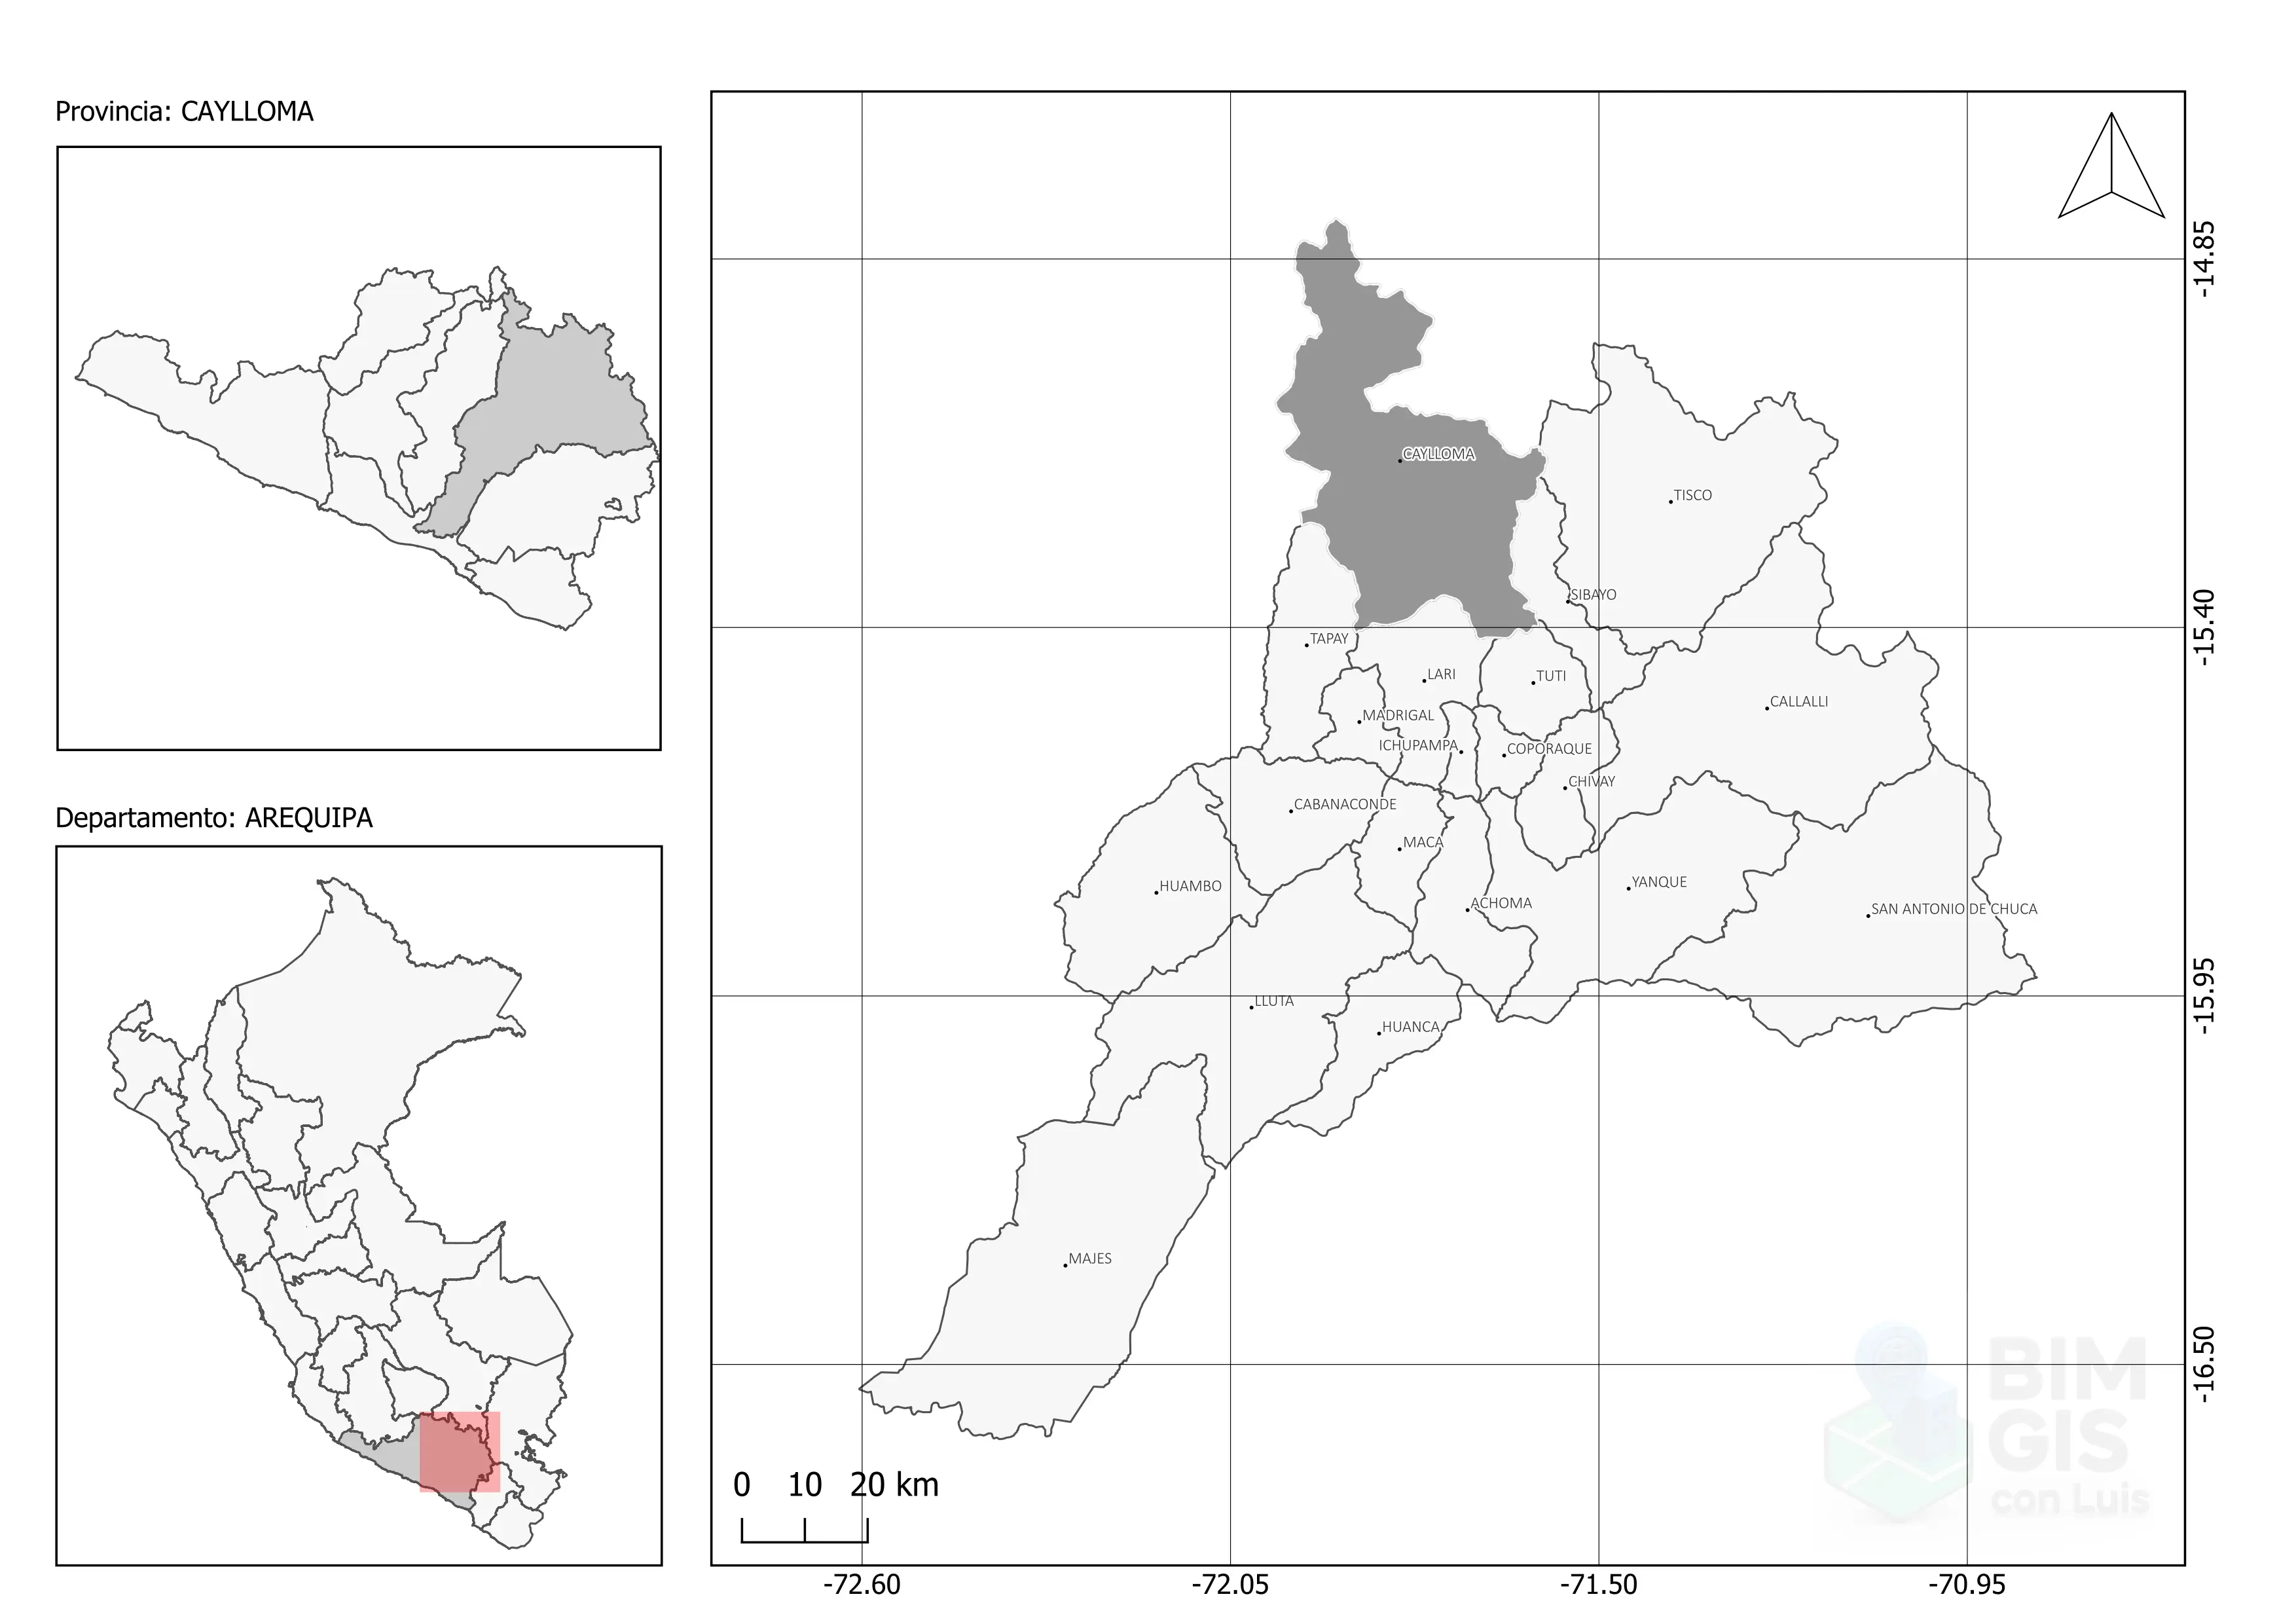 Provincia: CAYLLOMA
Departamento: AREQUIPA
CAYLLOMA
TISCO
SIBAYO
TAPAY
LARI
TUTI
CALLALLI
MADRIGAL
ICHUPAMPA
COPORAQUE
CHIVAY
CABANACONDE
MACA
HUAMBO
YANQUE
ACHOMA
SAN ANTONIO DE CHUCA
LLUTA
HUANCA
MAJES
-14.85
-15.40
-15.95
-16.50
0 10 20 km
-72.60 -72.05 -71.50 -70.95
BIM
GIS
con Luis